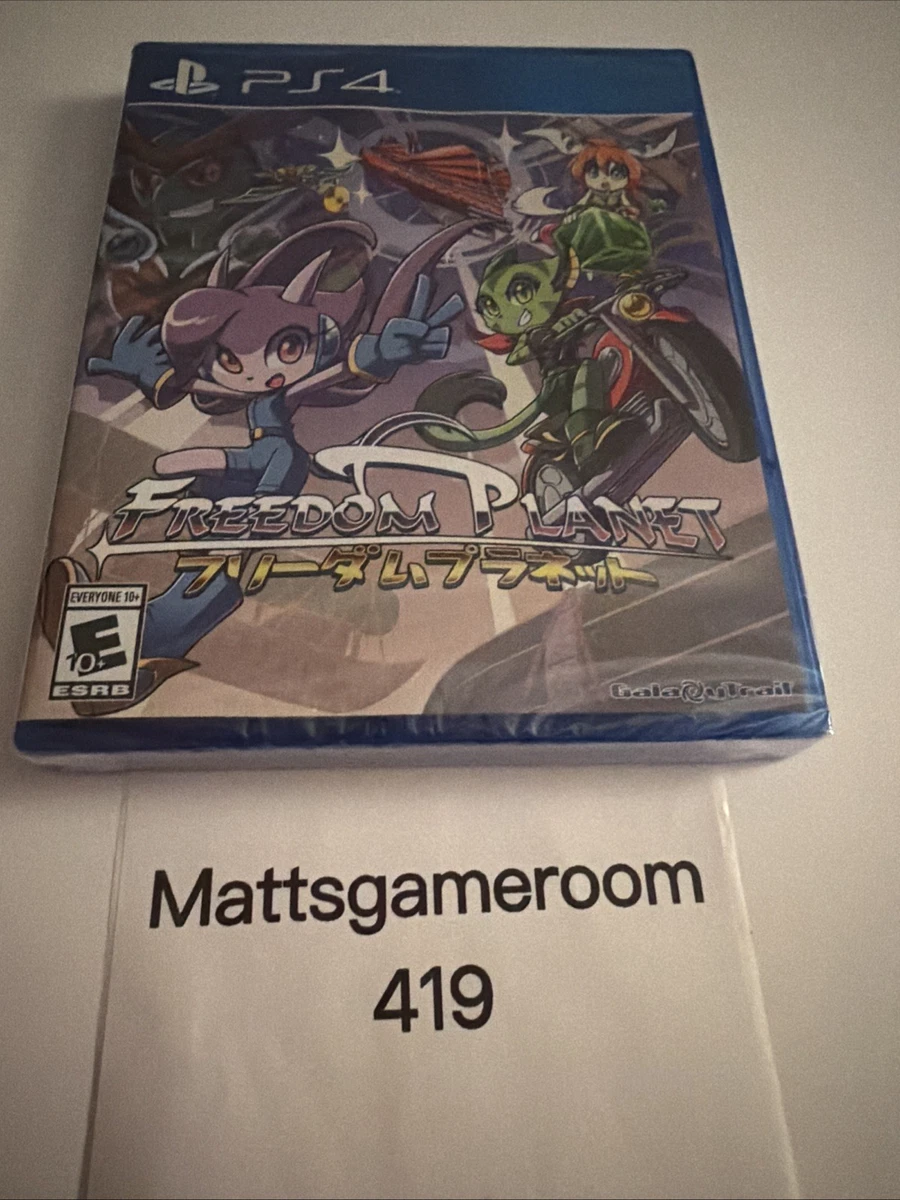 PS4
FREEDOM PLANET
フリーダムプラネット
EVERYONE 10+
E
10+
ESRB
GalaxyTrail
Mattsgameroom
419